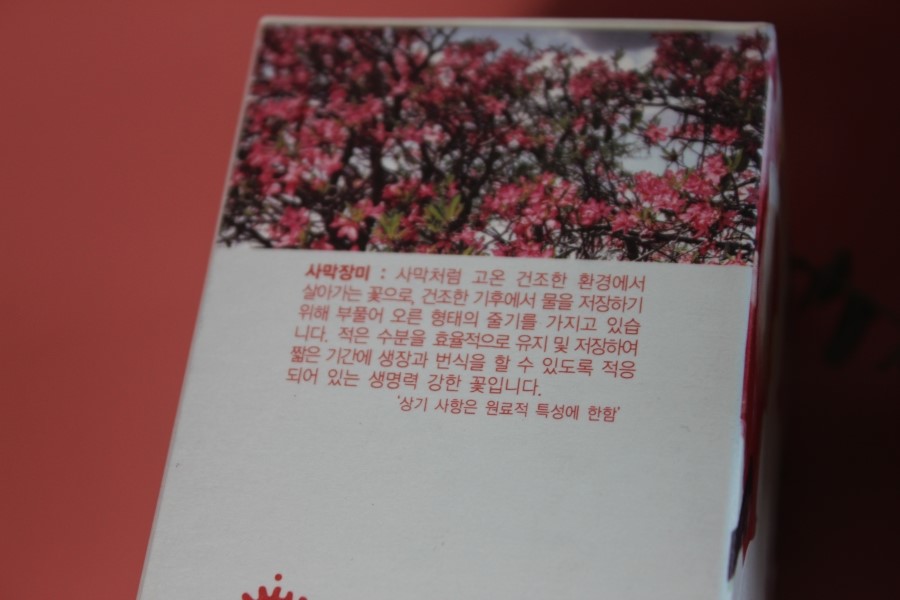 사막장미 : 사막처럼 고온 건조한 환경에서
살아가는 꽃으로, 건조한 기후에서 물을 저장하기
위해 부풀어 오른 형태의 줄기를 가지고 있습
니다. 적은 수분을 효율적으로 유지 및 저장하여
짧은 기간에 생장과 번식을 할 수 있도록 적응
되어 있는 생명력 강한 꽃입니다.
'상기 사항은 원료적 특성에 한함'